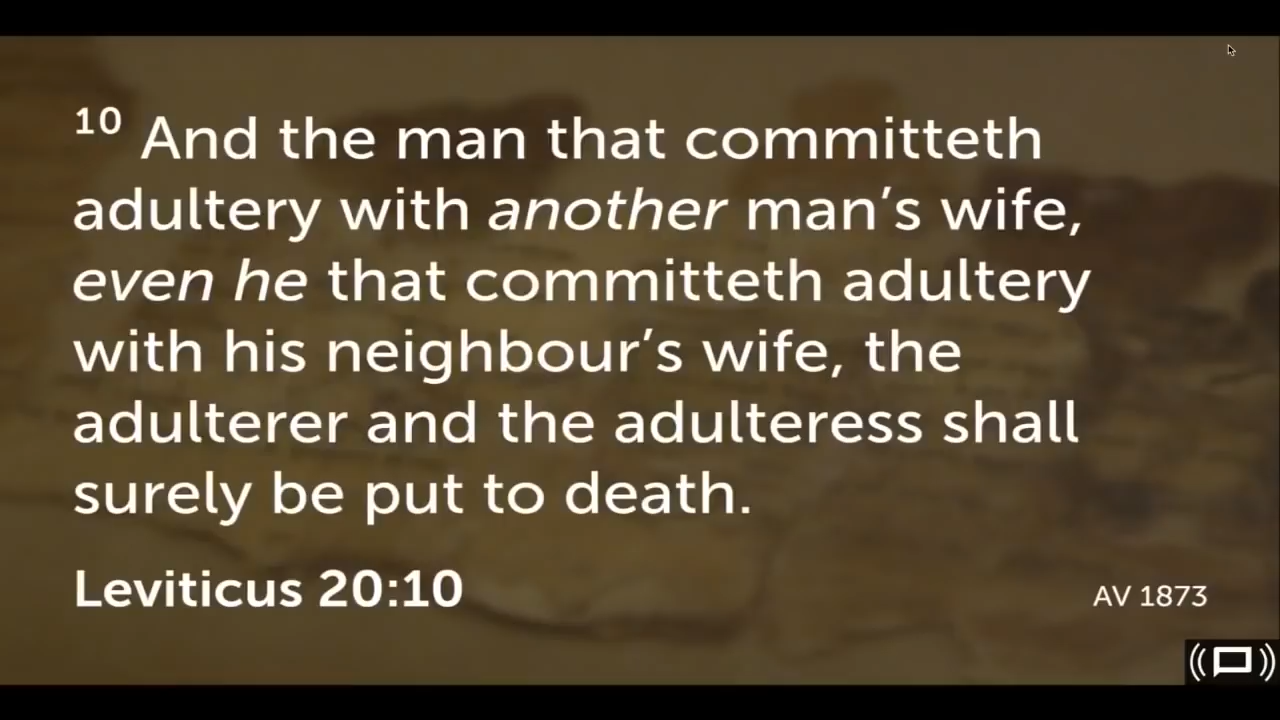 10 And the man that committeth
adultery with another man’s wife,
even he that committeth adultery
with his neighbour’s wife, the
adulterer and the adulteress shall
surely be put to death.
Leviticus 20:10
AV 1873